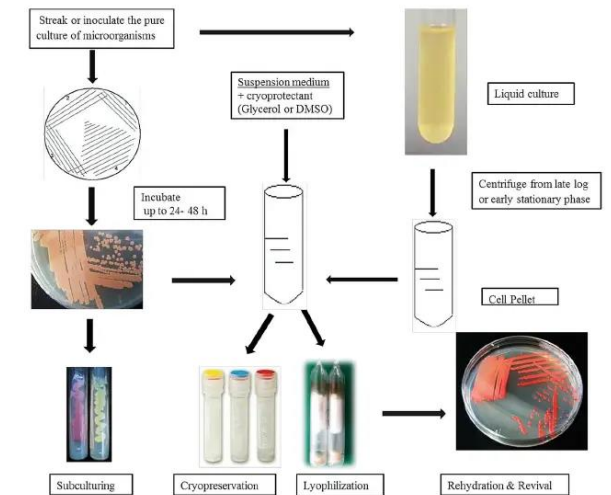 Streak or inoculate the pure
culture of microorganisms
Suspension medium
+ cryoprotectant
(Glycerol or DMSO)
Liquid culture
Incubate
up to 24- 48 h
Centrifuge from late log
or early stationary phase
Cell Pellet
Subculturing
Cryopreservation
Lyophilization
Rehydration & Revival